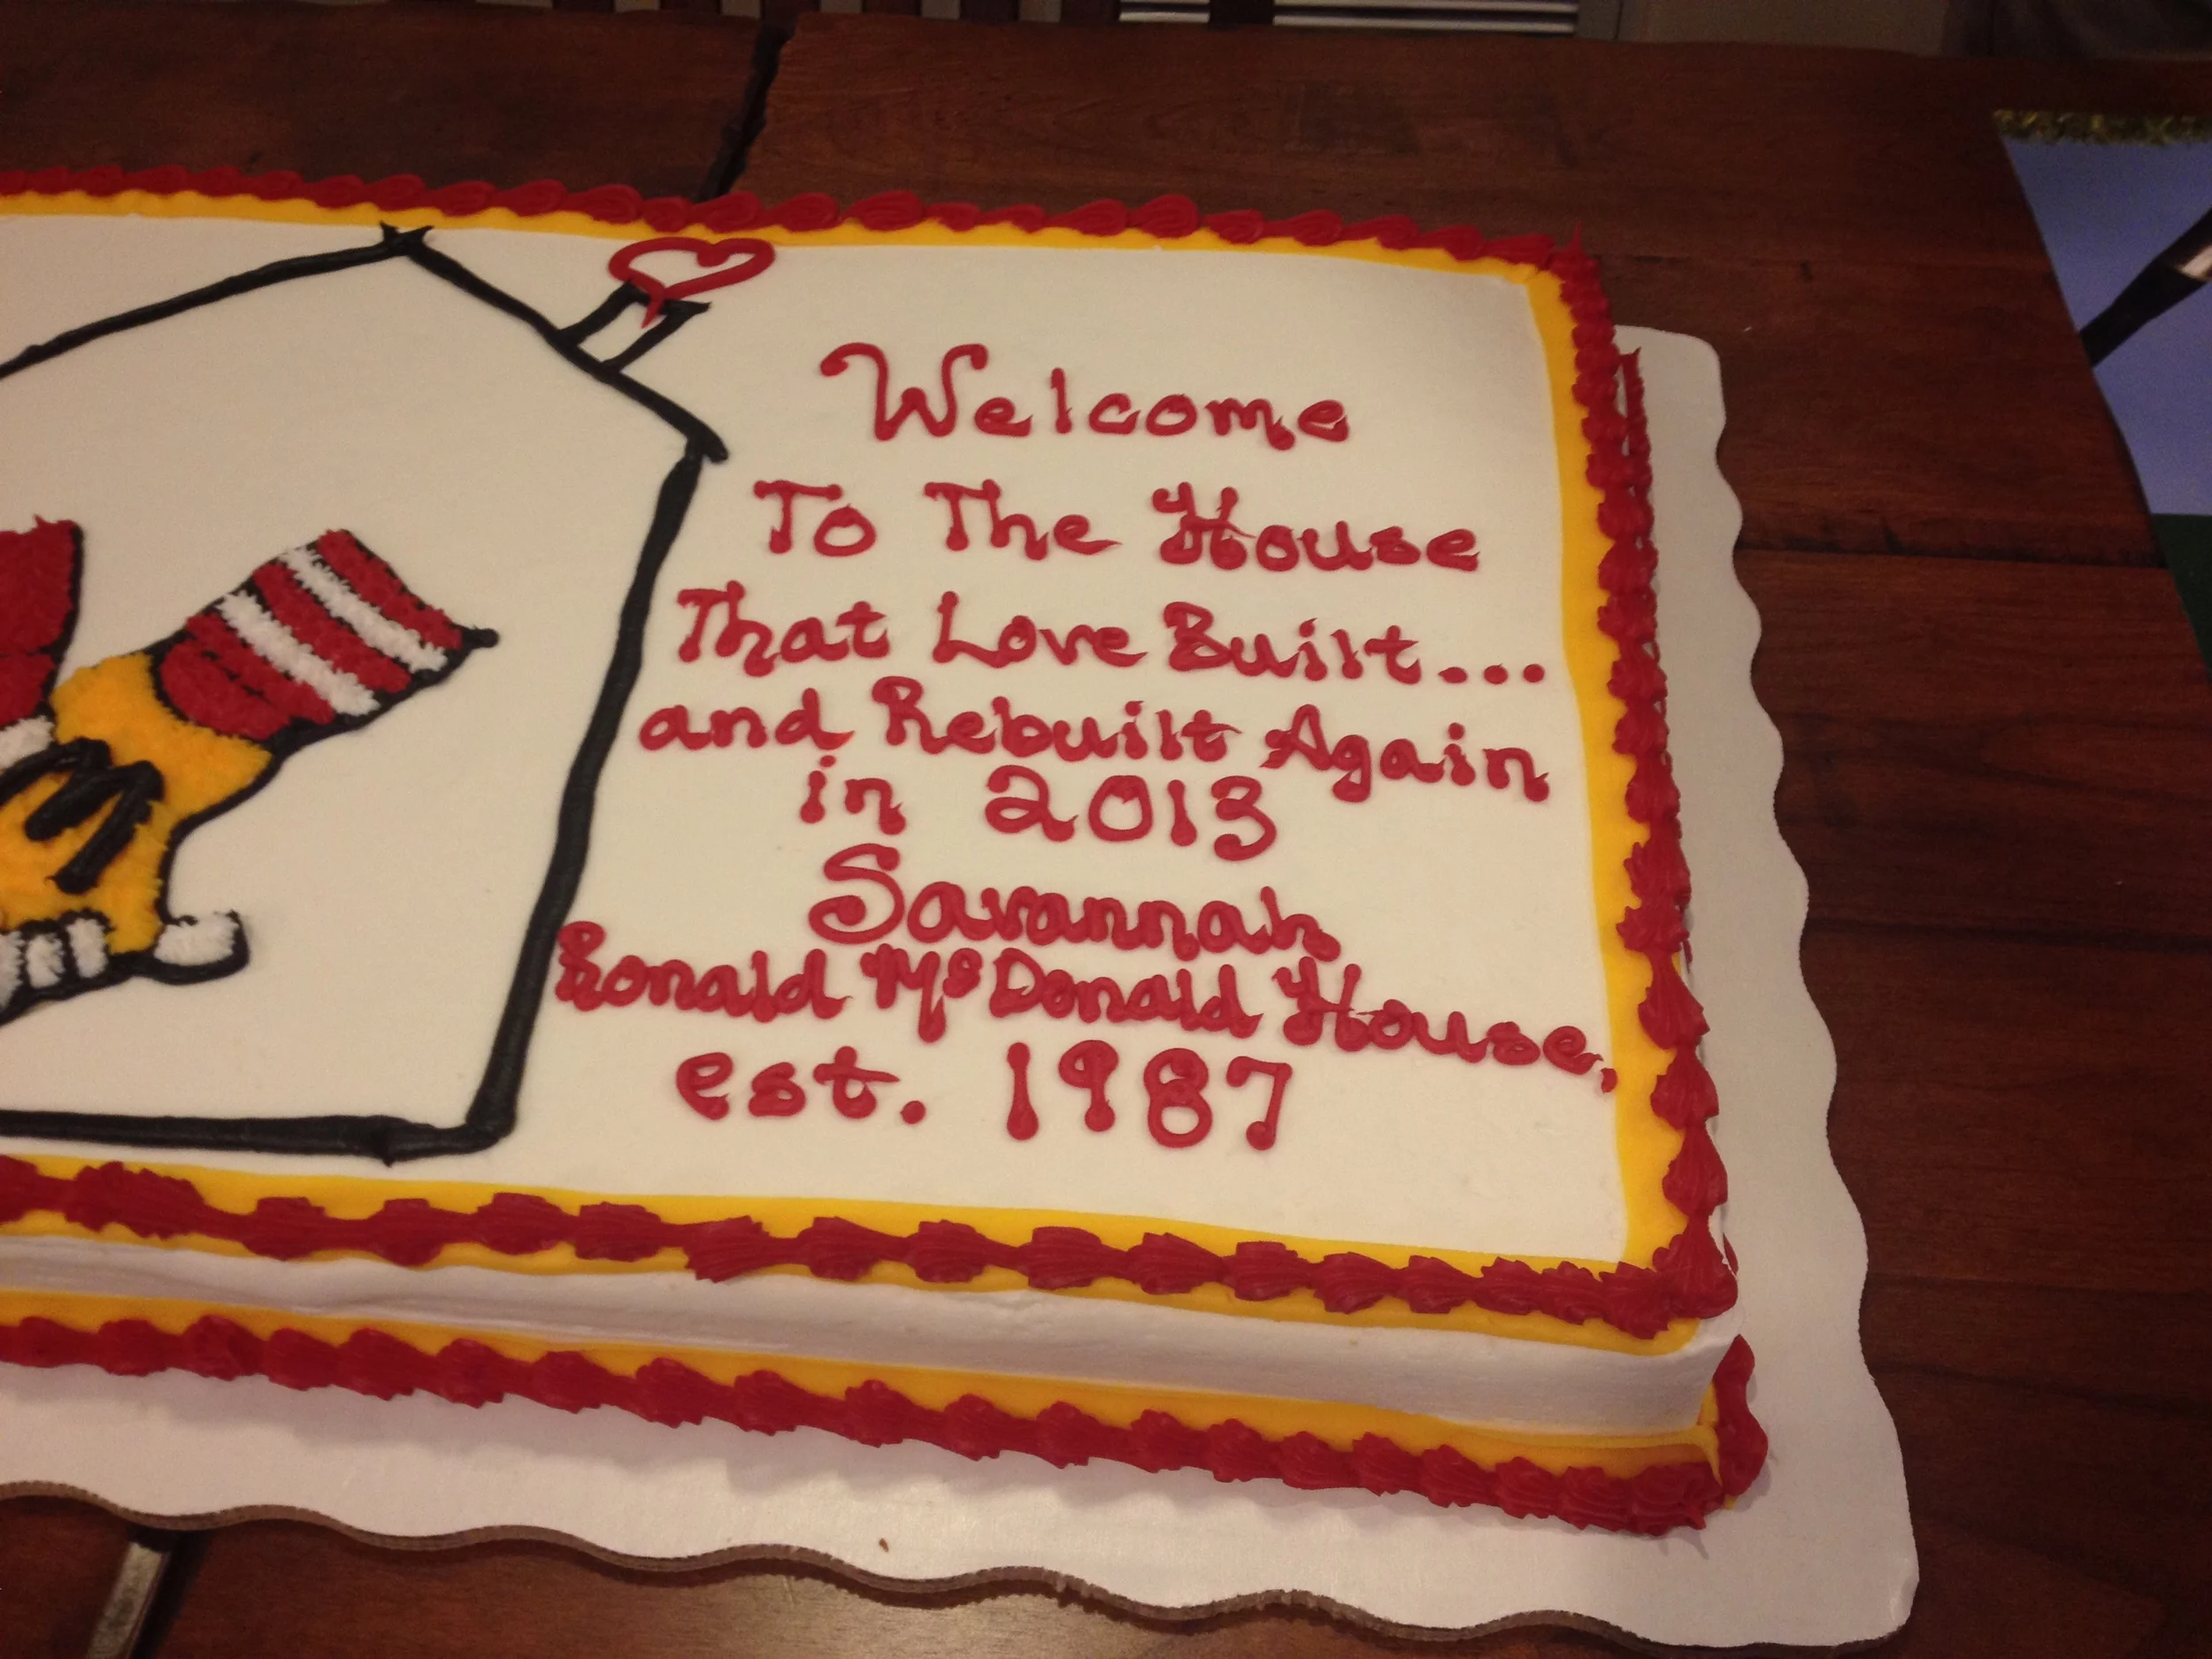 Welcome
To The House
That Love Built...
and Rebuilt Again
in 2013
Savannah
Ronald McDonald House,
est. 1987